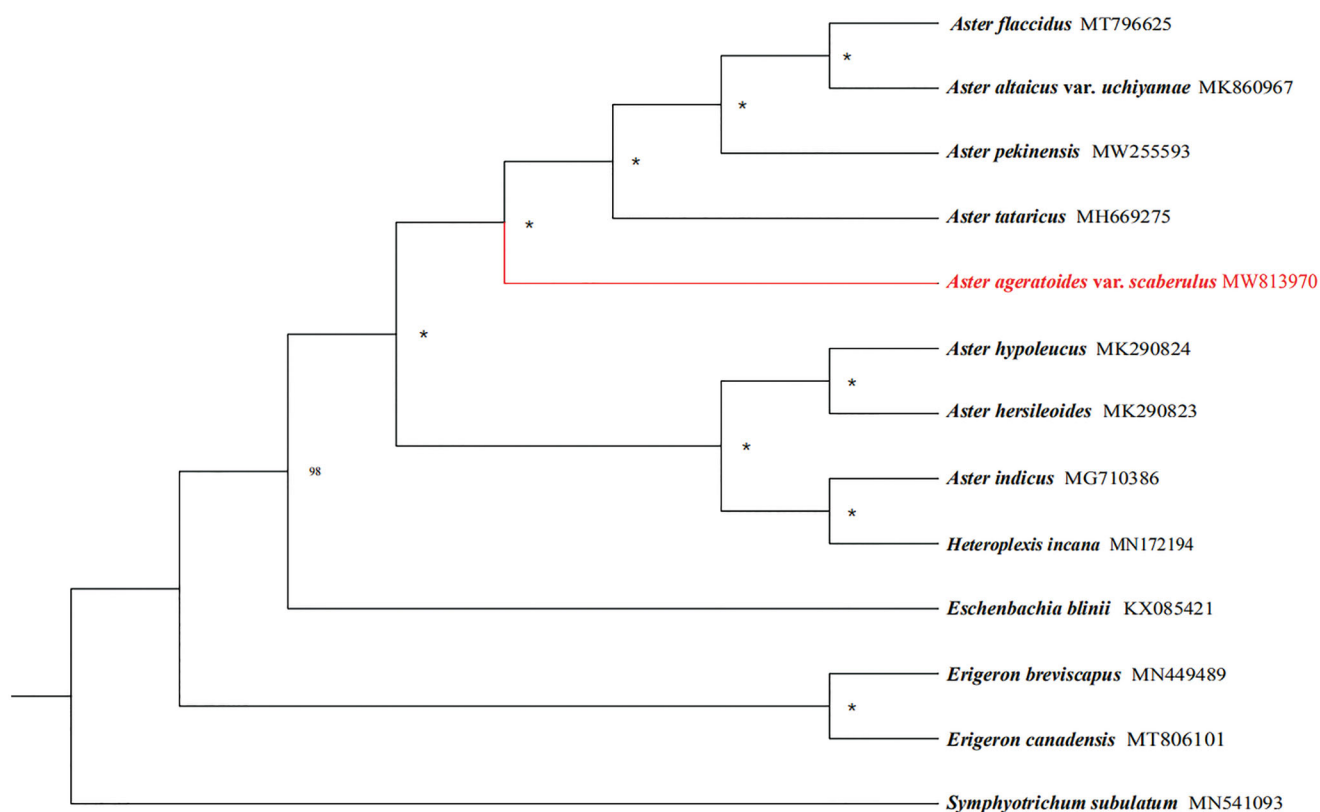 Aster flaccidus MT796625
*
Aster altaicus var. uchiyamae MK860967
*
Aster pekinensis MW255593
*
Aster tataricus MH669275
*
Aster ageratoides var. scaberulus MW813970
*
Aster hypoleucus MK290824
*
Aster hersileoides MK290823
*
98
Aster indicus MG710386
*
Heteroplexis incana MN172194
Eschenbachia blinii KX085421
Erigeron breviscapus MN449489
*
Erigeron canadensis MT806101
Symphyotrichum subulatum MN541093